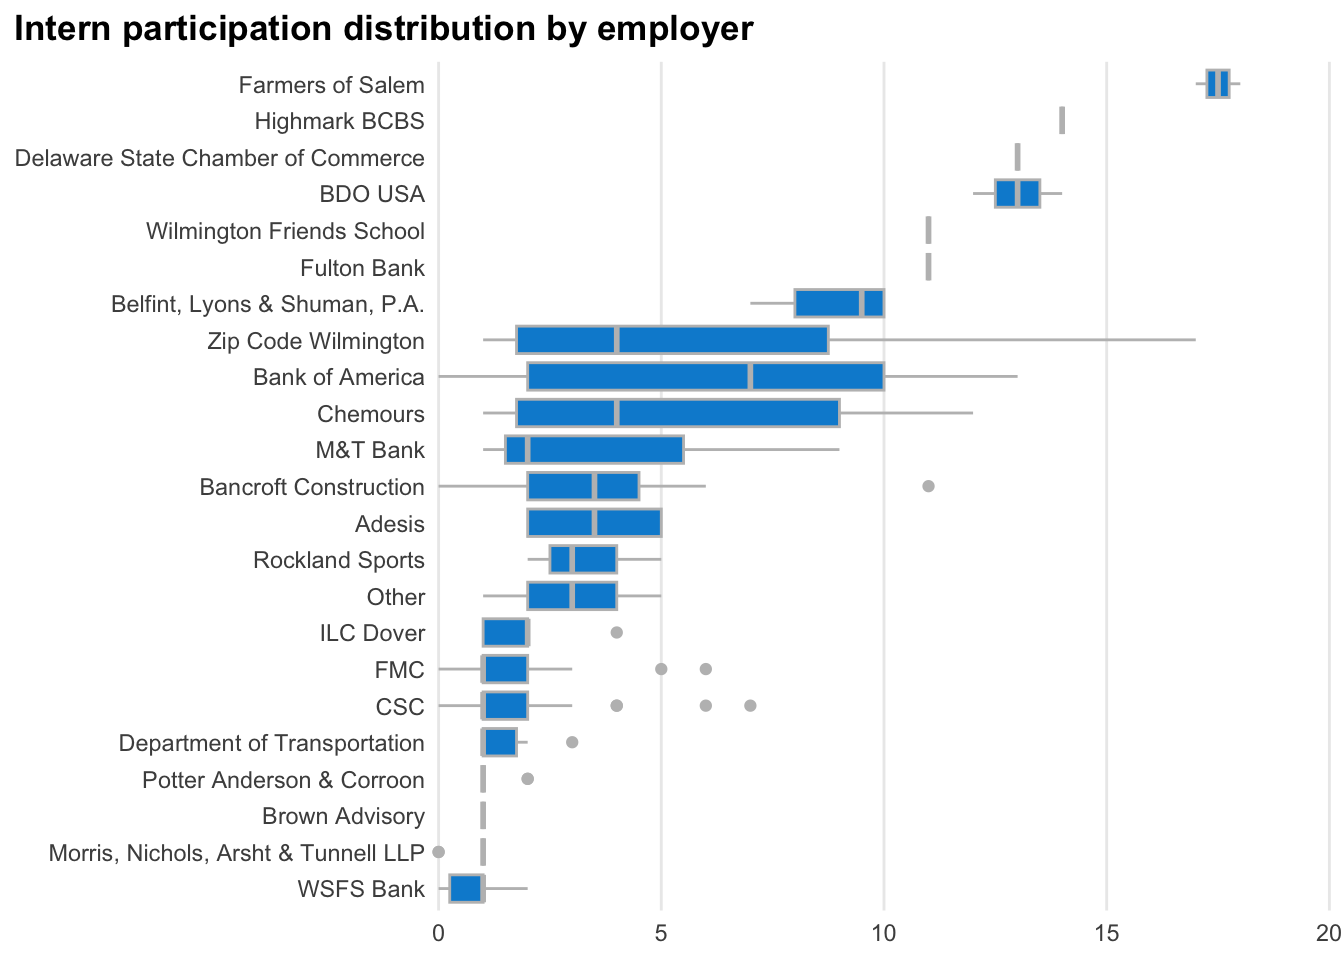 Intern participation distribution by employer
Farmers of Salem
Highmark BCBS
Delaware State Chamber of Commerce
BDO USA
Wilmington Friends School
Fulton Bank
Belfint, Lyons & Shuman, P.A.
Zip Code Wilmington
Bank of America
Chemours
M&T Bank
Bancroft Construction
Adesis
Rockland Sports
Other
ILC Dover
FMC
CSC
Department of Transportation
Potter Anderson & Corroon
Brown Advisory
Morris, Nichols, Arsht & Tunnell LLP
WSFS Bank
0 5 10 15 20